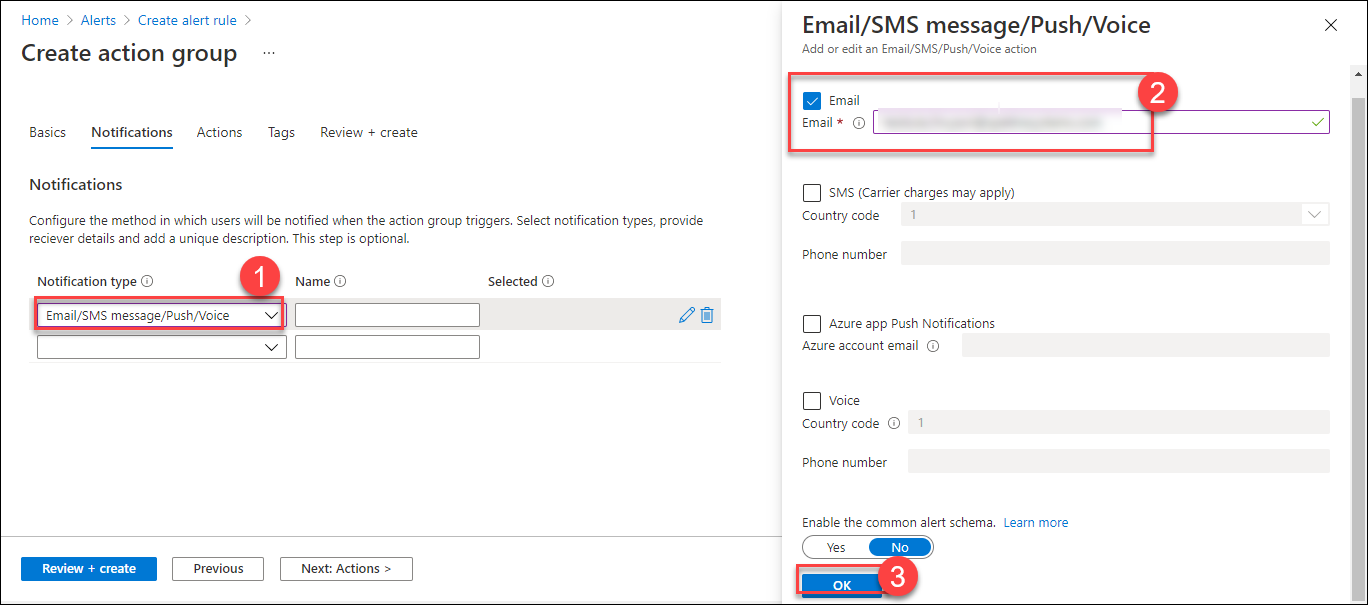 Home > Alerts > Create alert rule >
Create action group ...
Basics Notifications Actions Tags Review + create
Notifications
Configure the method in which users will be notified when the action group triggers. Select notification types, provide
reciever details and add a unique description. This step is optional.
Notification type 1 Name Selected
Email/SMS message/Push/Voice
Review + create Previous Next: Actions >
Email/SMS message/Push/Voice
Add or edit an Email/SMS/Push/Voice action
Email 2
Email *
SMS (Carrier charges may apply)
Country code 1
Phone number
Azure app Push Notifications
Azure account email
Voice
Country code 1
Phone number
Enable the common alert schema. Learn more
Yes No
OK 3